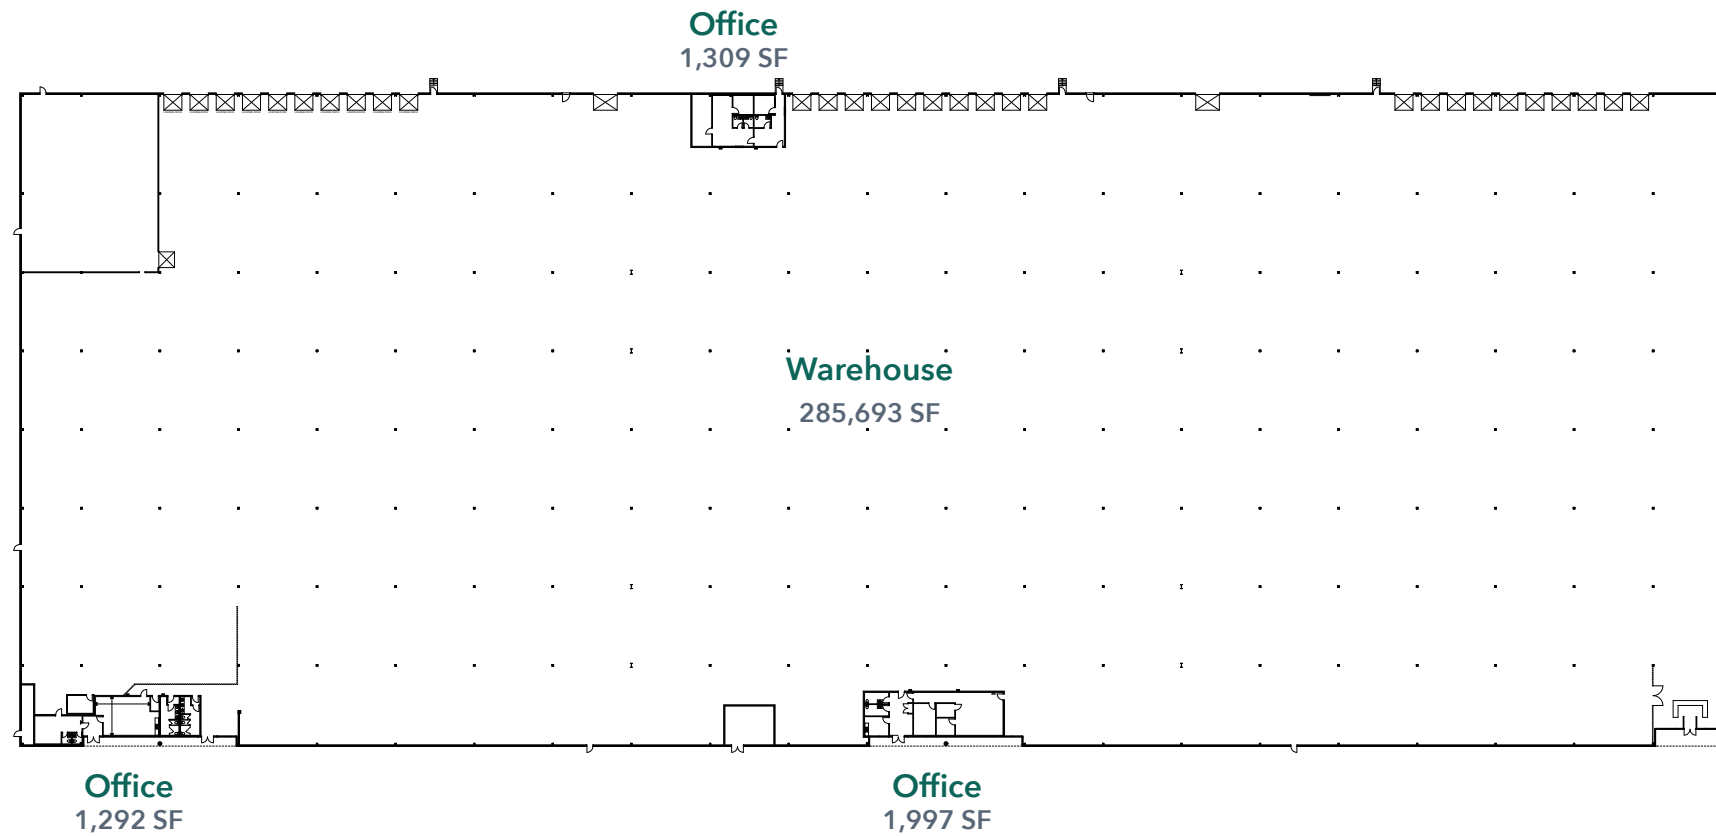 Office
1,309 SF
Warehouse
285,693 SF
Office
1,292 SF
Office
1,997 SF